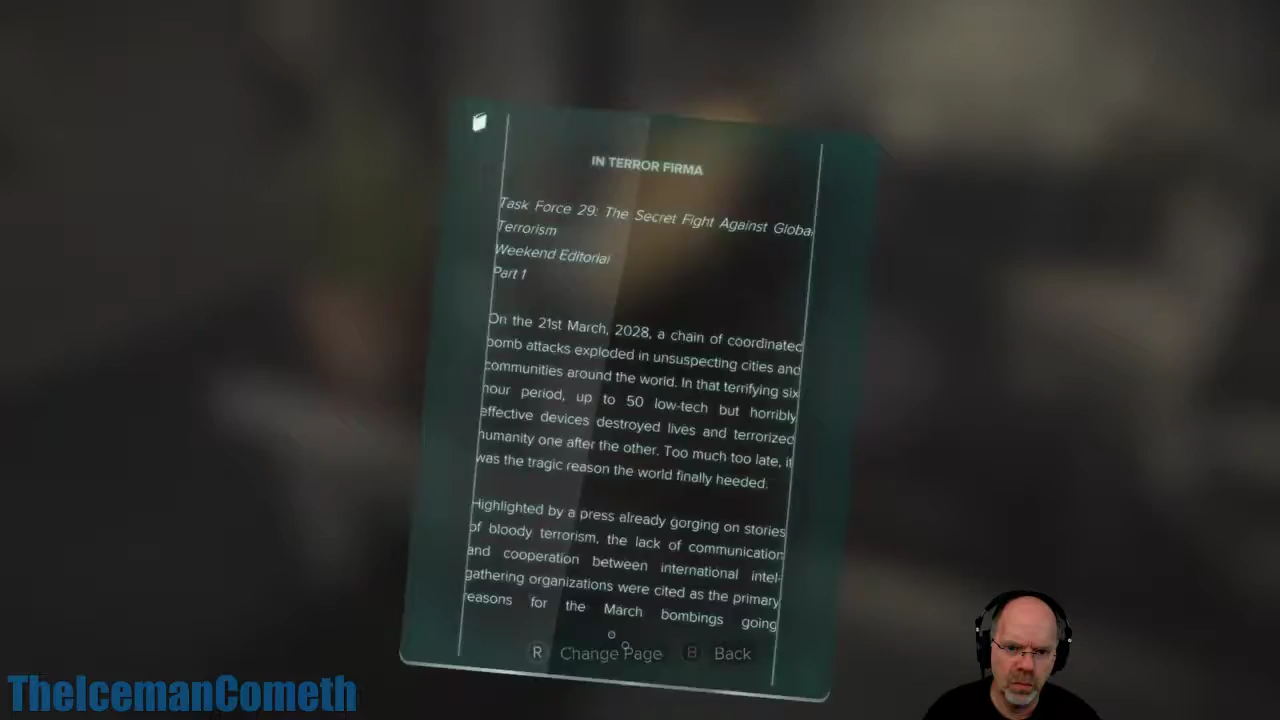 IN TERROR FIRMA
Task Force 29: The Secret Fight Against Global
Terrorism
Weekend Editorial
Part 1
On the 21st March, 2028, a chain of coordinated
bomb attacks exploded in unsuspecting cities and
communities around the world. In that terrifying six
hour period, up to 50 low-tech but horribly
effective devices destroyed lives and terrorized
humanity one after the other. Too much too late, it
was the tragic reason the world finally heeded.
Highlighted by a press already gorging on stories
of bloody terrorism, the lack of communication
and cooperation between international intel-
gathering organizations were cited as the primary
reasons for the March bombings going
R Change Page B Back
TheIcemanCometh